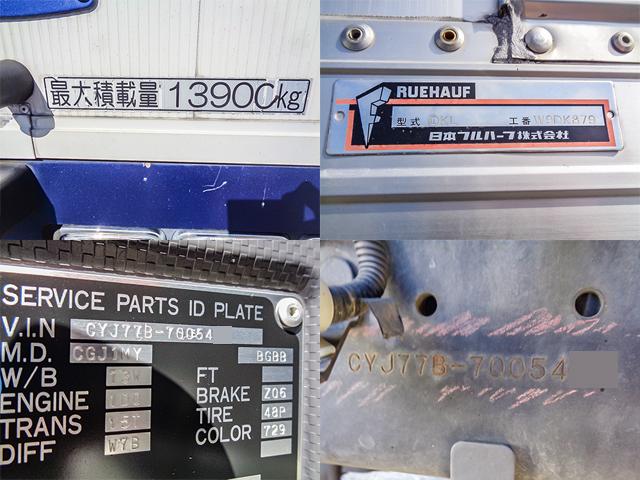 最大積載量 13900kg
RUEHAUF
型式 DKL 工番 W9DK879
日本フルハーフ株式会社
SERVICE PARTS ID PLATE
V.I.N CYJ77B-70054
M.D. CGJ1MY BGBB
W/B FT
ENGINE BRAKE Z06
TRANS TIRE 48P
DIFF W7B COLOR 729
CYJ77B-70054